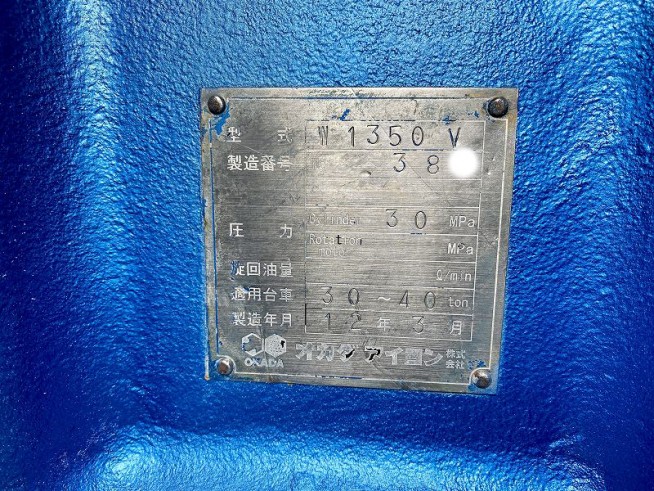 型式 W1350V
製造番号 No. 38
圧力 Cylinder 30 MPa
Rotation Motor MPa
旋回油量 ℓ/min
適用台車 30～40 ton
製造年月 12年3月
OKADA オカダアイヨン株式会社